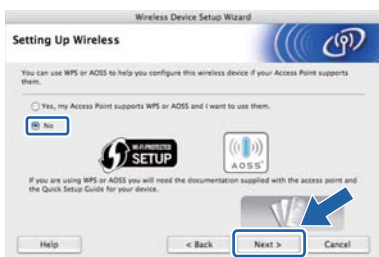 Wireless Device Setup Wizard
Setting Up Wireless
You can use WPS or AOSS to help you configure this wireless device if your Access Point supports
them.
Yes, my Access Point supports WPS or AOSS and I want to use them.
No
Wi-Fi PROTECTED
SETUP
AOSS
If you are using WPS or AOSS you will need the documentation supplied with the access point and
the Quick Setup Guide for your device.
Help
< Back
Next >
Cancel